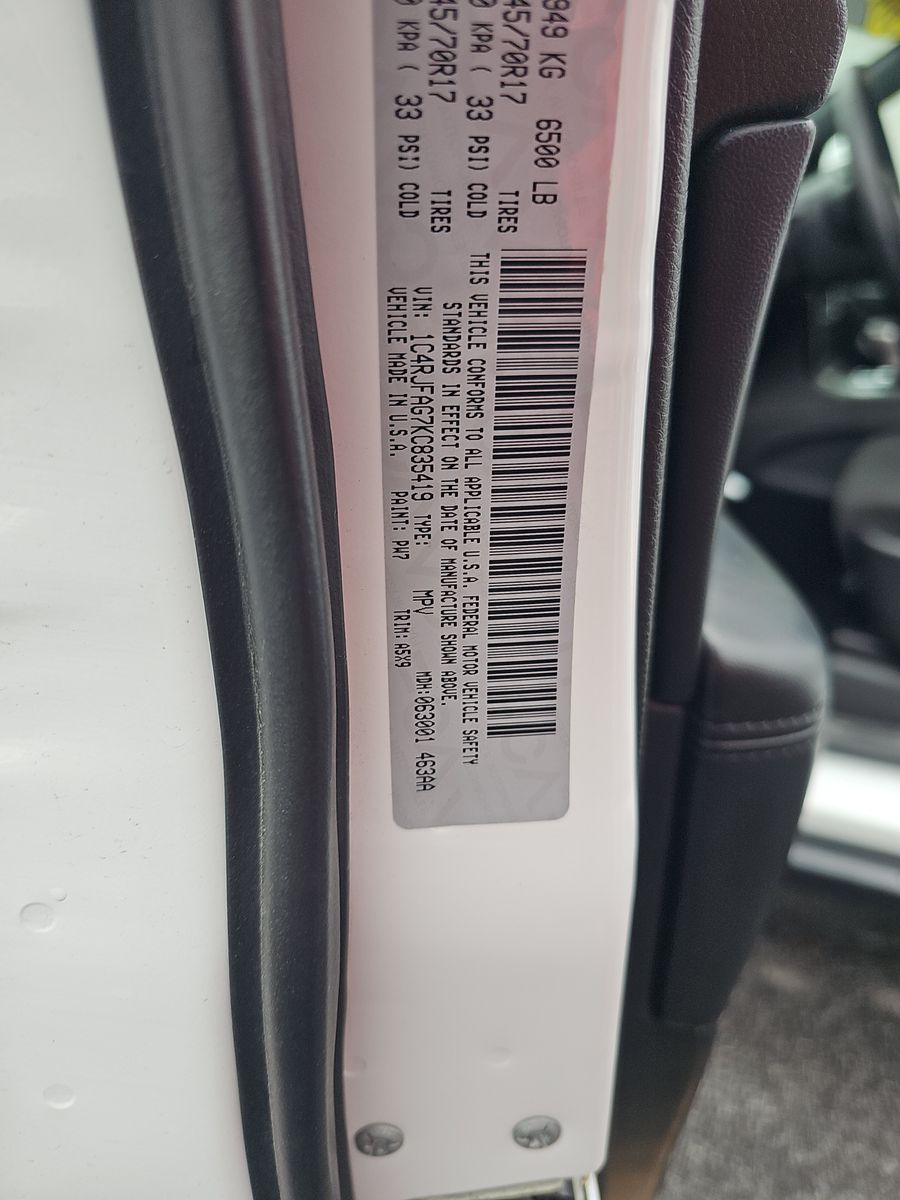 949 KG 6500 LB
45/70R17 TIRES
KPA ( 33 PSI) COLD
45/70R17 TIRES
KPA ( 33 PSI) COLD
THIS VEHICLE CONFORMS TO ALL APPLICABLE U.S.A. FEDERAL MOTOR VEHICLE SAFETY
STANDARDS IN EFFECT ON THE DATE OF MANUFACTURE SHOWN ABOVE.
VIN: 1C4RJFAG7KC835419 TYPE: MPV MDH:063001 463AA
VEHICLE MADE IN U.S.A. PAINT: PW7 TRIM: A5X9